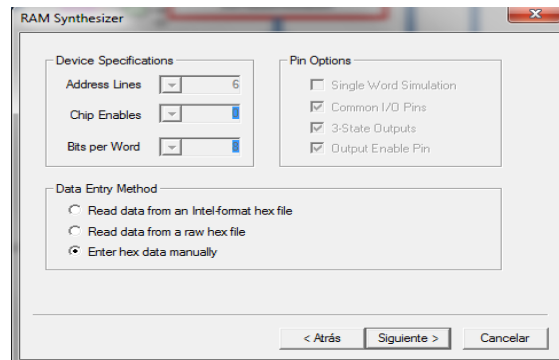 RAM Synthesizer
Device Specifications
Address Lines 6
Chip Enables
Bits per Word
Pin Options
Single Word Simulation
Common I/O Pins
3-State Outputs
Output Enable Pin
Data Entry Method
Read data from an Intel-format hex file
Read data from a raw hex file
Enter hex data manually
< Atrás
Siguiente >
Cancelar